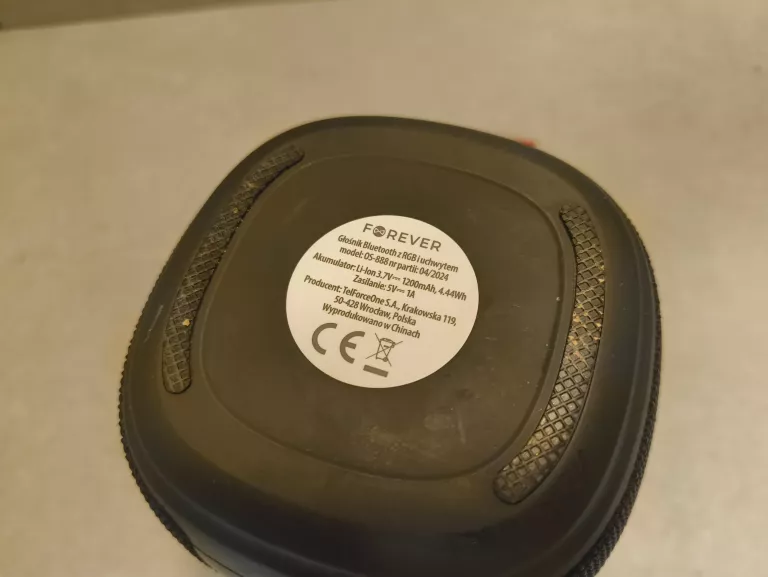 FOREVER
Głośnik Bluetooth z RGB i uchwytem
model: OS-888 nr partii: 04/2024
Akumulator: Li-Ion 3.7V⎓ 1200mAh, 4.44Wh
Zasilanie: 5V⎓ 1A
Producent: TelForceOne S.A., Krakowska 119,
50-428 Wrocław, Polska
Wyprodukowano w Chinach
CE